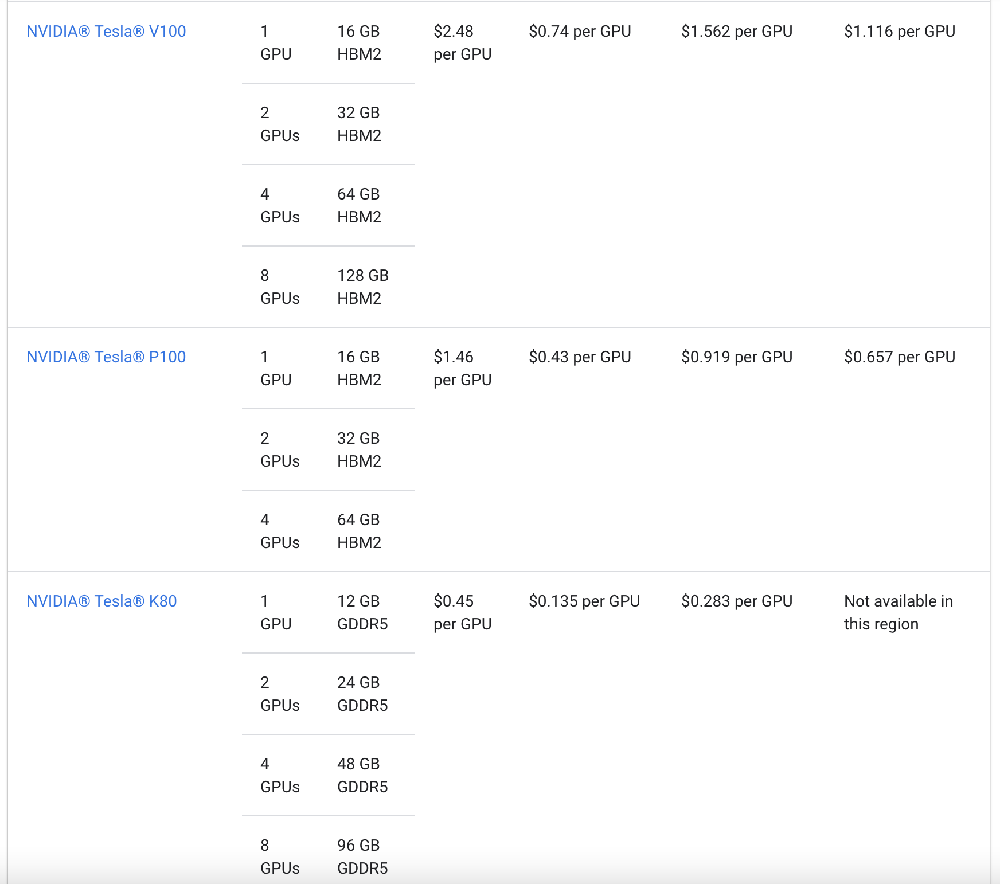 NVIDIA® Tesla® V100
1
GPU
16 GB
HBM2
$2.48
per GPU
$0.74 per GPU
$1.562 per GPU
$1.116 per GPU
2
GPUs
32 GB
HBM2
4
GPUs
64 GB
HBM2
8
GPUs
128 GB
HBM2
NVIDIA® Tesla® P100
1
GPU
16 GB
HBM2
$1.46
per GPU
$0.43 per GPU
$0.919 per GPU
$0.657 per GPU
2
GPUs
32 GB
HBM2
4
GPUs
64 GB
HBM2
NVIDIA® Tesla® K80
1
GPU
12 GB
GDDR5
$0.45
per GPU
$0.135 per GPU
$0.283 per GPU
Not available in
this region
2
GPUs
24 GB
GDDR5
4
GPUs
48 GB
GDDR5
8
GPUs
96 GB
GDDR5